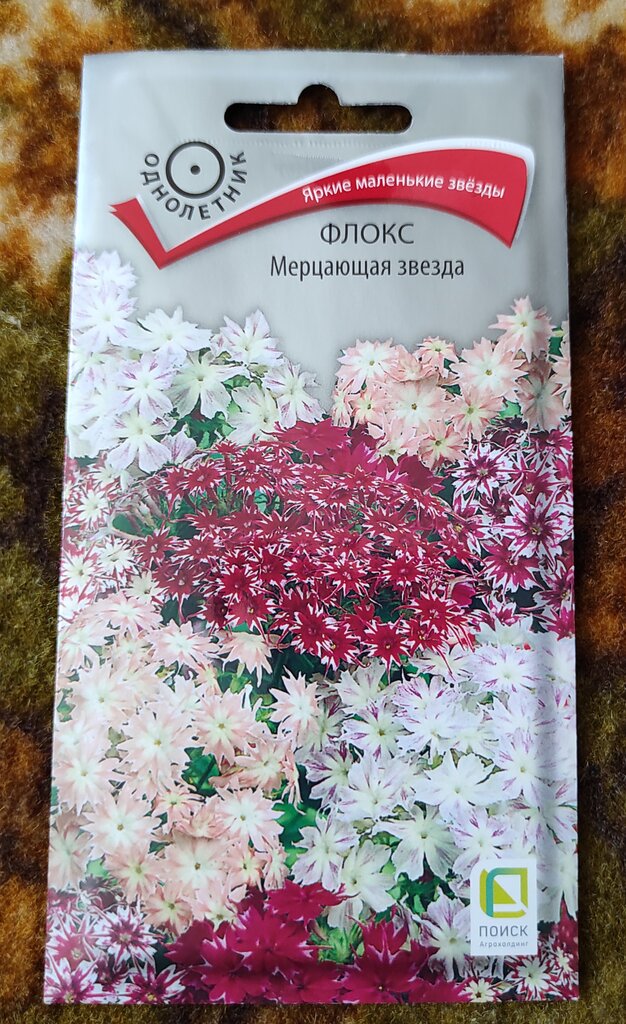 ОДНОЛЕТНИК
Яркие маленькие звёзды
ФЛОКС
Мерцающая звезда
ПОИСК
Агрохолдинг